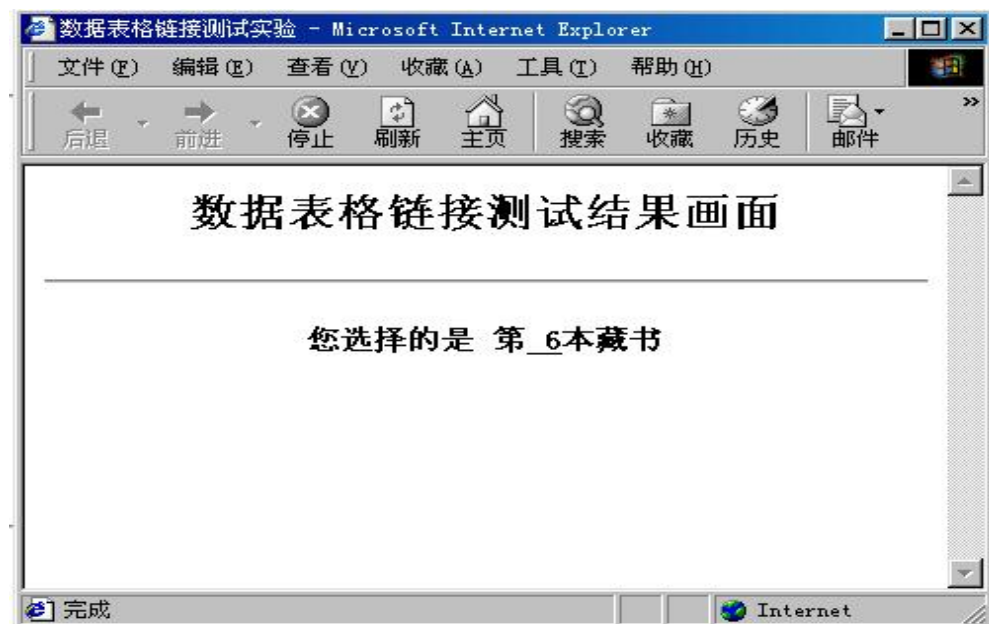 数据表格链接测试实验 - Microsoft Internet Explorer
文件(F) 编辑(E) 查看(V) 收藏(A) 工具(T) 帮助(H)
后退 前进 停止 刷新 主页 搜索 收藏 历史 邮件 »
数据表格链接测试结果画面
您选择的是 第 6本藏书
完成 Internet